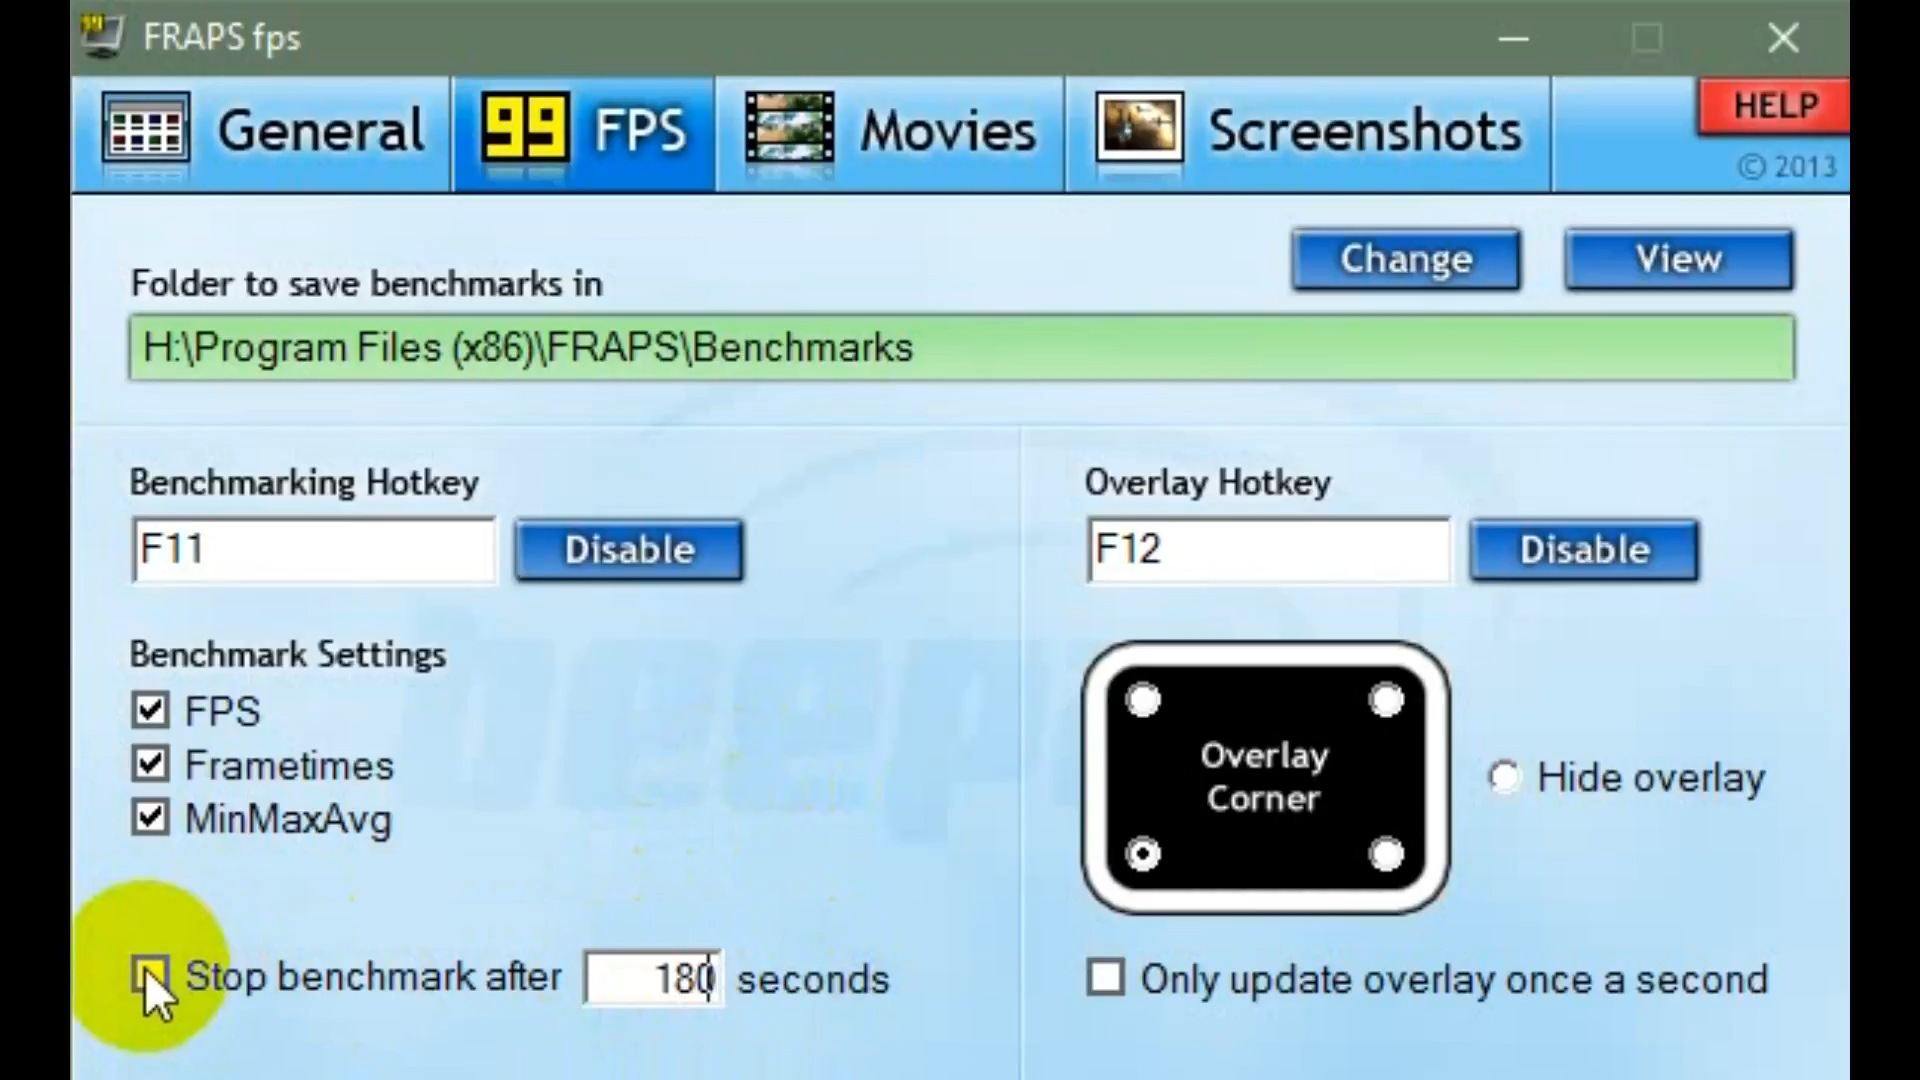 FRAPS fps
General
99 FPS
Movies
Screenshots
HELP
© 2013
Change
View
Folder to save benchmarks in
H:\Program Files (x86)\FRAPS\Benchmarks
Benchmarking Hotkey
F11
Disable
Overlay Hotkey
F12
Disable
Benchmark Settings
FPS
Frametimes
MinMaxAvg
Overlay
Corner
Hide overlay
Stop benchmark after 180 seconds
Only update overlay once a second